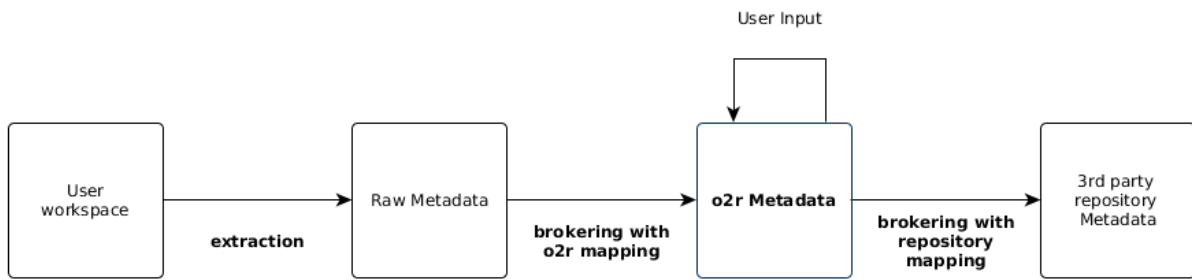 User Input
User
workspace
extraction
Raw Metadata
brokering with
o2r mapping
o2r Metadata
brokering with
repository
mapping
3rd party
repository
Metadata